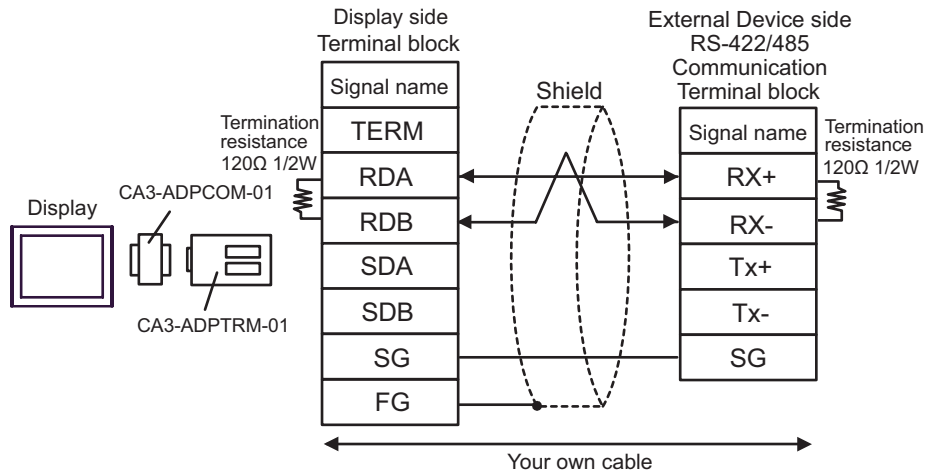 Display side
Terminal block
External Device side
RS-422/485
Communication
Terminal block
Signal name
Shield
Signal name
Termination
resistance
120Ω 1/2W
TERM
RDA
RDB
SDA
SDB
SG
FG
Termination
resistance
120Ω 1/2W
RX+
RX-
Tx+
Tx-
SG
Display
CA3-ADPCOM-01
CA3-ADPTRM-01
Your own cable